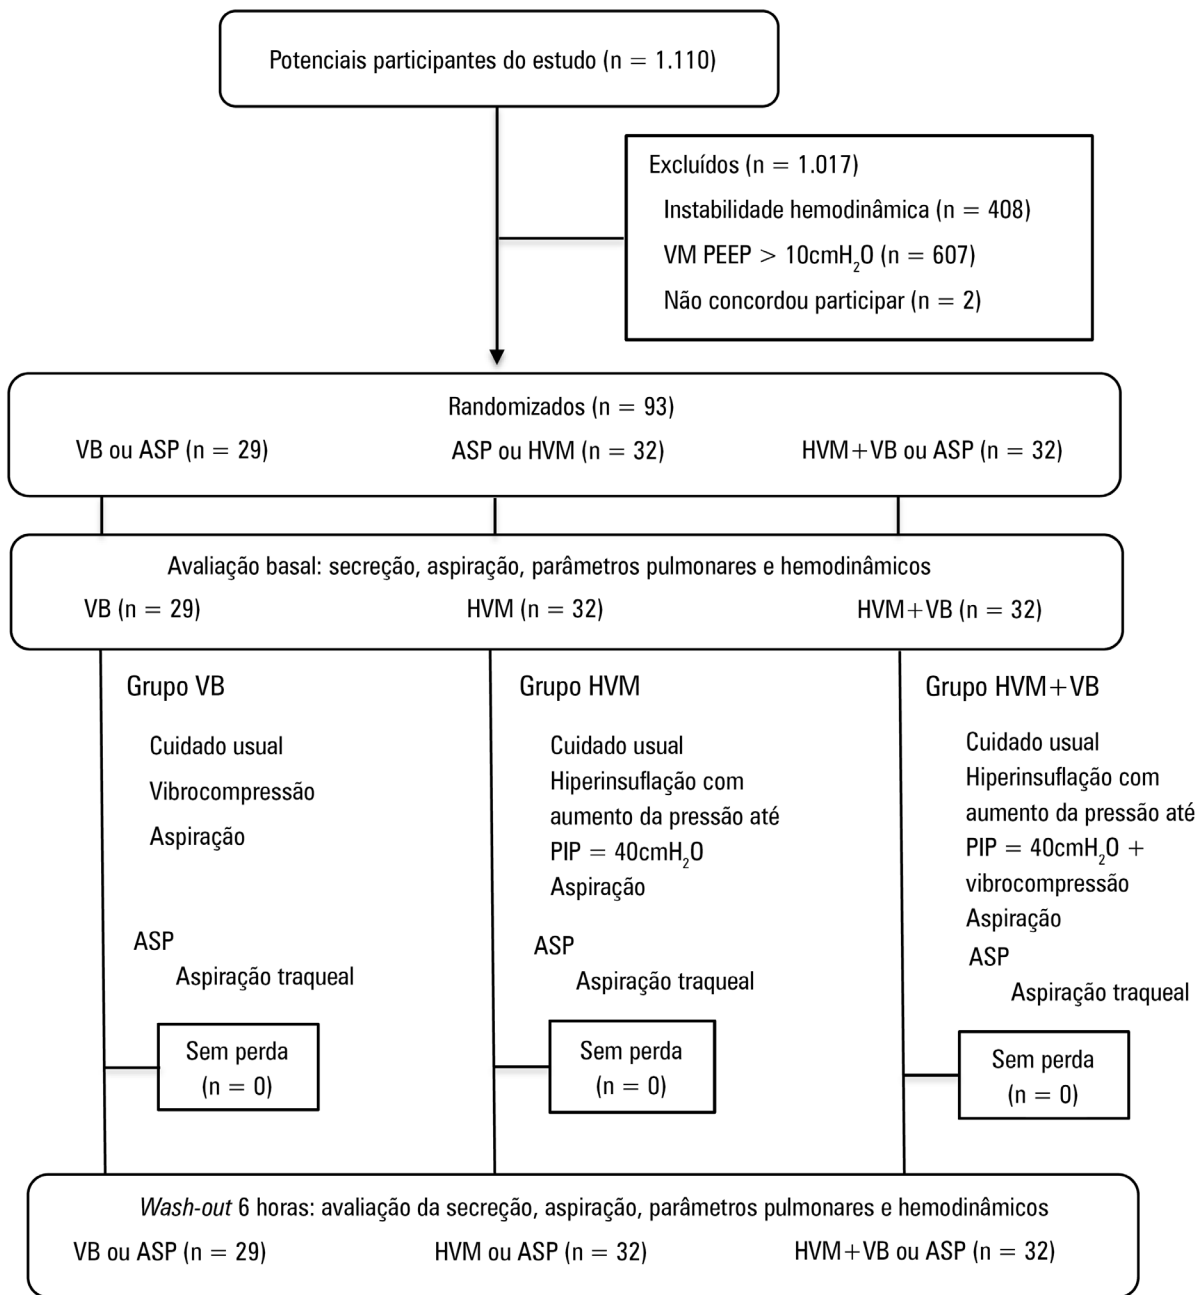 Potenciais participantes do estudo (n = 1.110)
Excluídos (n = 1.017)
Instabilidade hemodinâmica (n = 408)
VM PEEP > 10cmH₂O (n = 607)
Não concordou participar (n = 2)
Randomizados (n = 93)
VB ou ASP (n = 29)
ASP ou HVM (n = 32)
HVM+VB ou ASP (n = 32)
Avaliação basal: secreção, aspiração, parâmetros pulmonares e hemodinâmicos
VB (n = 29)
HVM (n = 32)
HVM+VB (n = 32)
Grupo VB
Cuidado usual
Vibrocompressão
Aspiração
ASP
Aspiração traqueal
Sem perda
(n = 0)
Grupo HVM
Cuidado usual
Hiperinsuflação com
aumento da pressão até
PIP = 40cmH₂O
Aspiração
ASP
Aspiração traqueal
Sem perda
(n = 0)
Grupo HVM+VB
Cuidado usual
Hiperinsuflação com
aumento da pressão até
PIP = 40cmH₂O +
vibrocompressão
Aspiração
ASP
Aspiração traqueal
Sem perda
(n = 0)
Wash-out 6 horas: avaliação da secreção, aspiração, parâmetros pulmonares e hemodinâmicos
VB ou ASP (n = 29)
HVM ou ASP (n = 32)
HVM+VB ou ASP (n = 32)